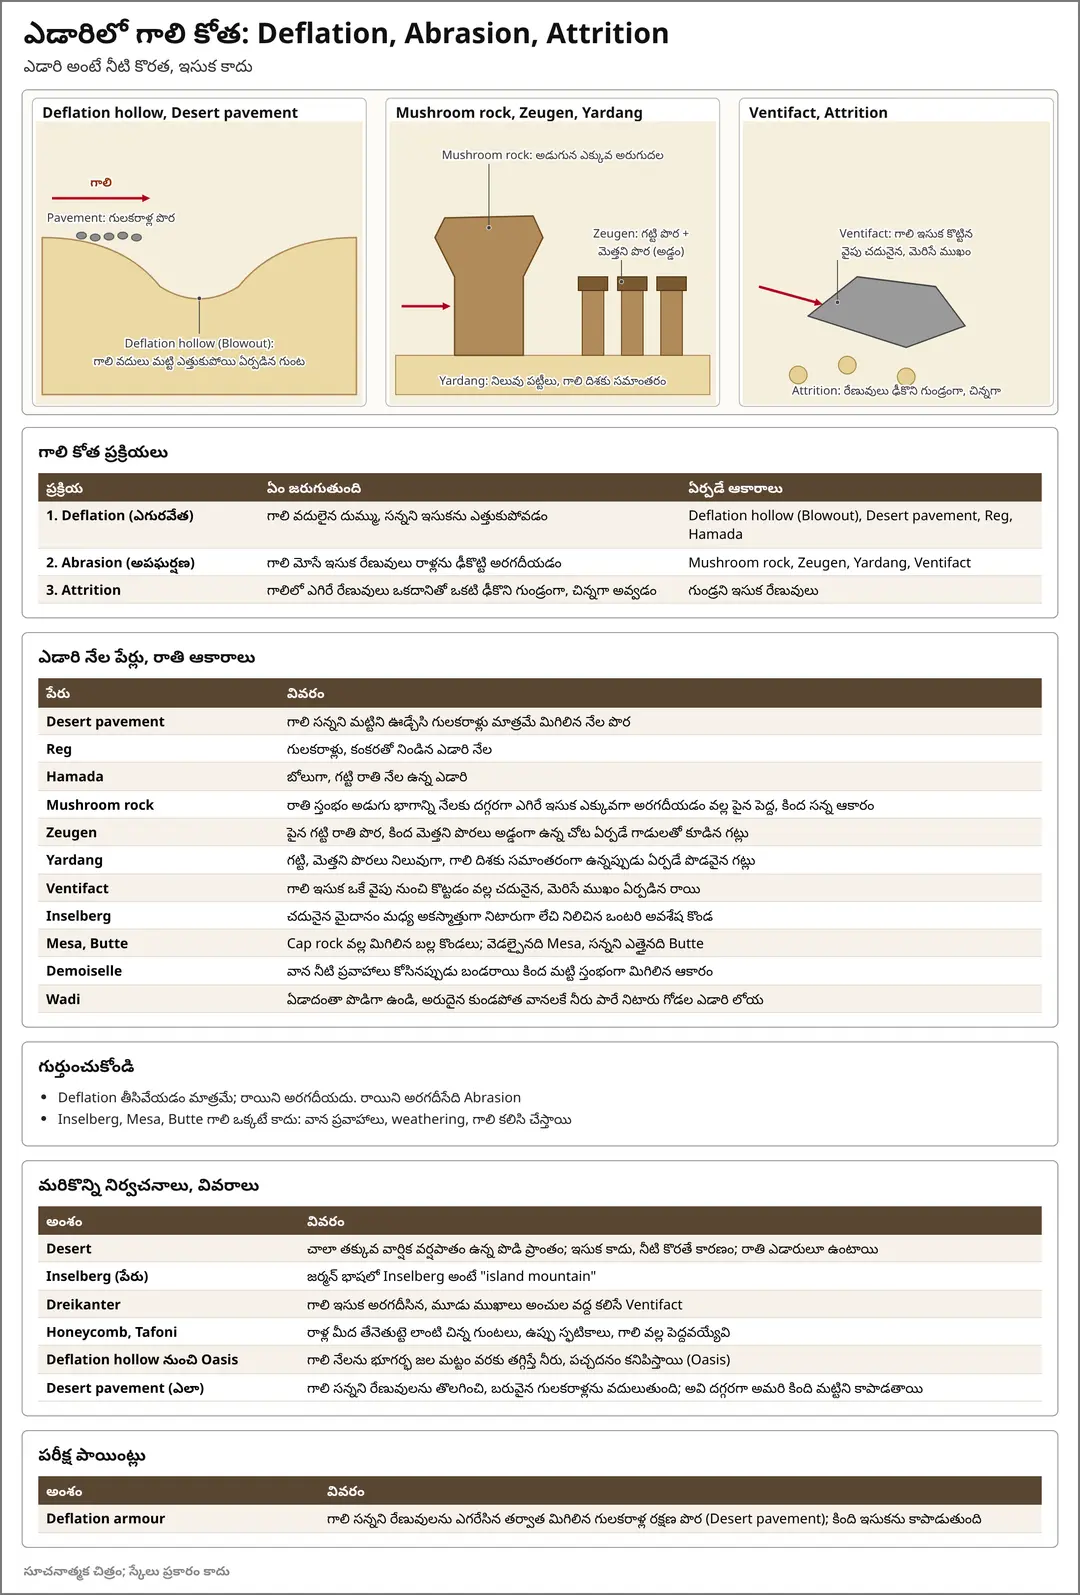 ఎడారిలో గాలి కోత: Deflation, Abrasion, Attrition
ఎడారి అంటే నీటి కొరత, ఇసుక కాదు
Deflation hollow, Desert pavement
గాలి
Pavement: గులకరాళ్ల పొర
Deflation hollow (Blowout):
గాలి వదులు మట్టి ఎత్తుకుపోయి ఏర్పడిన గుంట
Mushroom rock, Zeugen, Yardang
Mushroom rock: అడుగున ఎక్కువ అరుగుదల
Zeugen: గట్టి పొర +
మెత్తని పొర (అడ్డం)
Yardang: నిలువు పట్టీలు, గాలి దిశకు సమాంతరం
Ventifact, Attrition
Ventifact: గాలి ఇసుక కొట్టిన
వైపు చదునైన, మెరిసే ముఖం
Attrition: రేణువులు ఢీకొని గుండ్రంగా, చిన్నగా
గాలి కోత ప్రక్రియలు
ప్రక్రియ ఏం జరుగుతుంది ఏర్పడే ఆకారాలు
1. Deflation (ఎగురవేత) గాలి వదులైన దుమ్ము, సన్నని ఇసుకను ఎత్తుకుపోవడం Deflation hollow (Blowout), Desert pavement, Reg,
Hamada
2. Abrasion (అపఘర్షణ) గాలి మోసే ఇసుక రేణువులు రాళ్లను ఢీకొట్టి అరగదీయడం Mushroom rock, Zeugen, Yardang, Ventifact
3. Attrition గాలిలో ఎగిరే రేణువులు ఒకదానితో ఒకటి ఢీకొని గుండ్రంగా, చిన్నగా అవ్వడం గుండ్రని ఇసుక రేణువులు
ఎడారి నేల పేర్లు, రాతి ఆకారాలు
పేరు వివరం
Desert pavement గాలి సన్నని మట్టిని ఊడ్చేసి గులకరాళ్లు మాత్రమే మిగిలిన నేల పొర
Reg గులకరాళ్లు, కంకరతో నిండిన ఎడారి నేల
Hamada బోలుగా, గట్టి రాతి నేల ఉన్న ఎడారి
Mushroom rock రాతి స్తంభం అడుగు భాగాన్ని నేలకు దగ్గరగా ఎగిరే ఇసుక ఎక్కువగా అరగదీయడం వల్ల పైన పెద్ద, కింద సన్న ఆకారం
Zeugen పైన గట్టి రాతి పొర, కింద మెత్తని పొరలు అడ్డంగా ఉన్న చోట ఏర్పడే గాడులతో కూడిన గట్లు
Yardang గట్టి, మెత్తని పొరలు నిలువుగా, గాలి దిశకు సమాంతరంగా ఉన్నప్పుడు ఏర్పడే పొడవైన గట్లు
Ventifact గాలి ఇసుక ఒకే వైపు నుంచి కొట్టడం వల్ల చదునైన, మెరిసే ముఖం ఏర్పడిన రాయి
Inselberg చదునైన మైదానం మధ్య అకస్మాత్తుగా నిటారుగా లేచి నిలిచిన ఒంటరి అవశేష కొండ
Mesa, Butte Cap rock వల్ల మిగిలిన బల్ల కొండలు; వెడల్పైనది Mesa, సన్నని ఎత్తైనది Butte
Demoiselle వాన నీటి ప్రవాహాలు కోసినప్పుడు బండరాయి కింద మట్టి స్తంభంగా మిగిలిన ఆకారం
Wadi ఏడాదంతా పొడిగా ఉండి, అరుదైన కుండపోత వానలకే నీరు పారే నిటారు గోడల ఎడారి లోయ
గుర్తుంచుకోండి
• Deflation తీసివేయడం మాత్రమే; రాయిని అరగదీయదు. రాయిని అరగదీసేది Abrasion
• Inselberg, Mesa, Butte గాలి ఒక్కటే కాదు: వాన ప్రవాహాలు, weathering, గాలి కలిసి చేస్తాయి
మరికొన్ని నిర్వచనాలు, వివరాలు
అంశం వివరం
Desert చాలా తక్కువ వార్షిక వర్షపాతం ఉన్న పొడి ప్రాంతం; ఇసుక కాదు, నీటి కొరతే కారణం; రాతి ఎడారులూ ఉంటాయి
Inselberg (పేరు) జర్మన్ భాషలో Inselberg అంటే "island mountain"
Dreikanter గాలి ఇసుక అరగదీసిన, మూడు ముఖాలు అంచుల వద్ద కలిసే Ventifact
Honeycomb, Tafoni రాళ్ల మీద తేనెతుట్టె లాంటి చిన్న గుంటలు, ఉప్పు స్ఫటికాలు, గాలి వల్ల పెద్దవయ్యేవి
Deflation hollow నుంచి Oasis గాలి నేలను భూగర్భ జల మట్టం వరకు తగ్గిస్తే నీరు, పచ్చదనం కనిపిస్తాయి (Oasis)
Desert pavement (ఎలా) గాలి సన్నని రేణువులను తొలగించి, బరువైన గులకరాళ్లను వదులుతుంది; అవి దగ్గరగా అమరి కింది మట్టిని కాపాడతాయి
పరీక్ష పాయింట్లు
అంశం వివరం
Deflation armour గాలి సన్నని రేణువులను ఎగరేసిన తర్వాత మిగిలిన గులకరాళ్ల రక్షణ పొర (Desert pavement); కింది ఇసుకను కాపాడుతుంది
సూచనాత్మక చిత్రం; స్కేలు ప్రకారం కాదు